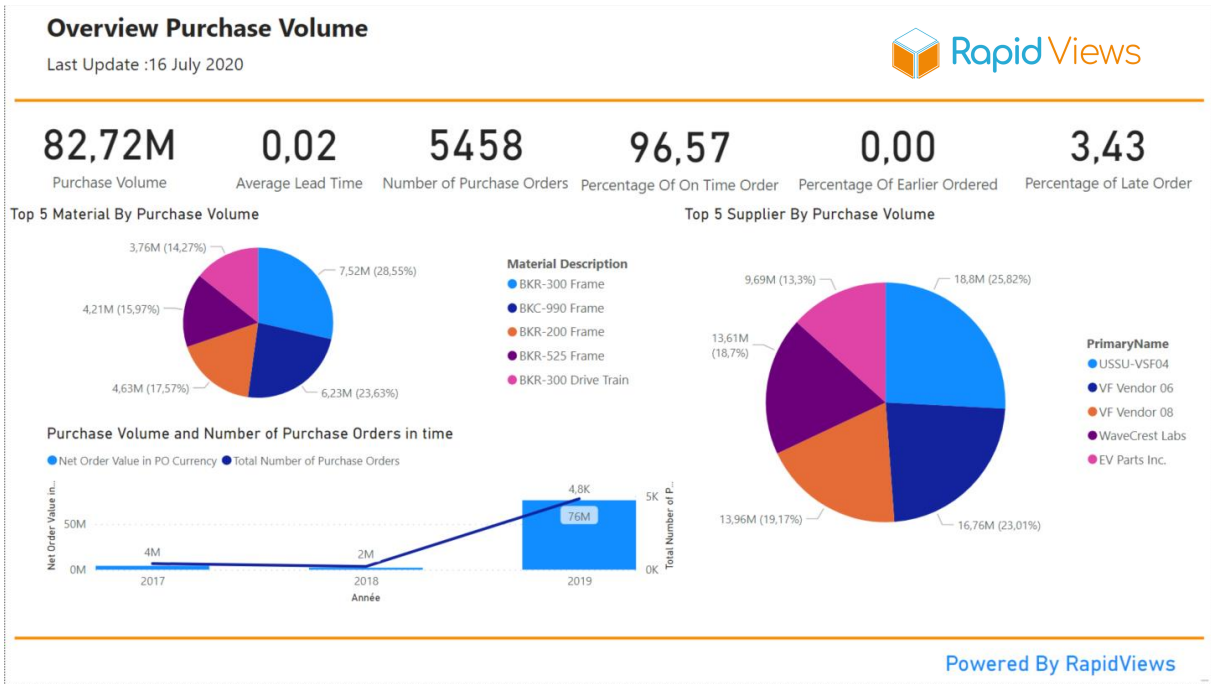 Overview Purchase Volume
Last Update :16 July 2020
Rapid Views
82,72M
Purchase Volume
0,02
Average Lead Time
5458
Number of Purchase Orders
96,57
Percentage Of On Time Order
0,00
Percentage Of Earlier Ordered
3,43
Percentage of Late Order
Top 5 Material By Purchase Volume
3,76M (14,27%)
7,52M (28,55%)
4,21M (15,97%)
4,63M (17,57%)
6,23M (23,63%)
Material Description
BKR-300 Frame
BKC-990 Frame
BKR-200 Frame
BKR-525 Frame
BKR-300 Drive Train
Top 5 Supplier By Purchase Volume
9,69M (13,3%)
18,8M (25,82%)
13,61M
(18,7%)
13,96M (19,17%)
16,76M (23,01%)
PrimaryName
USSU-VSF04
VF Vendor 06
VF Vendor 08
WaveCrest Labs
EV Parts Inc.
Purchase Volume and Number of Purchase Orders in time
Net Order Value in PO Currency Total Number of Purchase Orders
Net Order Value in...
50M
0M
4M
2M
4,8K
76M
5K
0K
Total Number of P...
2017
2018
2019
Année
Powered By RapidViews